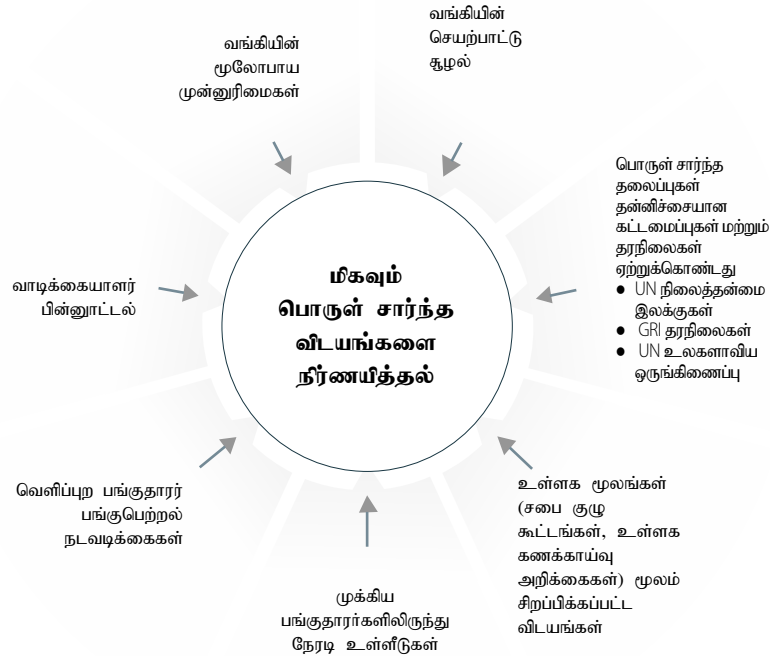 வங்கியின்
மூலோபாய
முன்னுரிமைகள்
வங்கியின்
செயற்பாட்டு
சூழல்
பொருள் சார்ந்த
தலைப்புகள்
தன்னிச்சையான
கட்டமைப்புகள் மற்றும்
தரநிலைகள்
ஏற்றுக்கொண்டது
● UN நிலைத்தன்மை
இலக்குகள்
● GRI தரநிலைகள்
● UN உலகளாவிய
ஒருங்கிணைப்பு
வாடிக்கையாளர்
பின்னூட்டல்
மிகவும்
பொருள் சார்ந்த
விடயங்களை
நிர்ணயித்தல்
வெளிப்புற பங்குதாரர்
பங்குபெற்றல்
நடவடிக்கைகள்
உள்ளக மூலங்கள்
(சபை குழு
கூட்டங்கள், உள்ளக
கணக்காய்வு
அறிக்கைகள்) மூலம்
சிறப்பிக்கப்பட்ட
விடயங்கள்
முக்கிய
பங்குதாரர்களிலிருந்து
நேரடி உள்ளீடுகள்